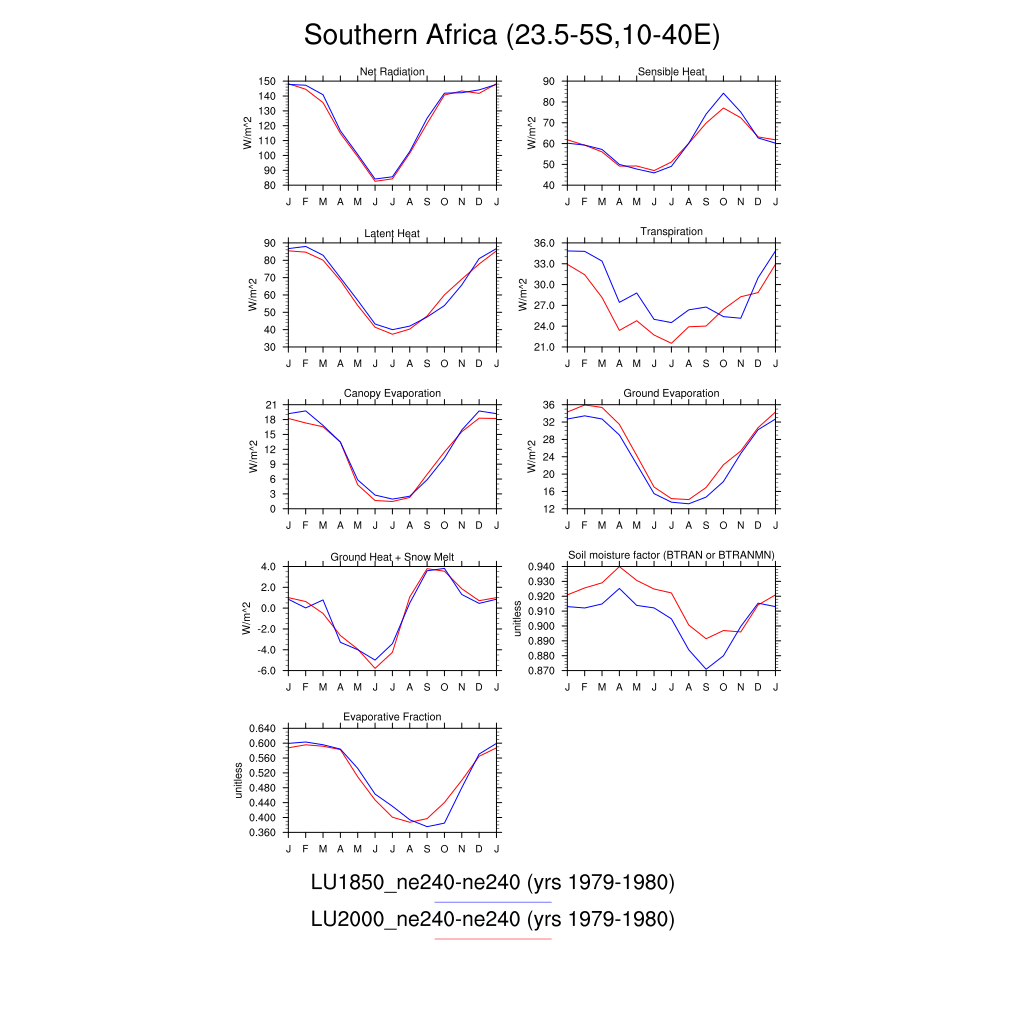 Southern Africa (23.5-5S,10-40E)
Net Radiation
W/m^2
150
140
130
120
110
100
90
80
J F M A M J J A S O N D J
Sensible Heat
W/m^2
90
80
70
60
50
40
J F M A M J J A S O N D J
Latent Heat
W/m^2
90
80
70
60
50
40
30
J F M A M J J A S O N D J
Transpiration
W/m^2
36.0
33.0
30.0
27.0
24.0
21.0
J F M A M J J A S O N D J
Canopy Evaporation
W/m^2
21
18
15
12
9
6
3
0
J F M A M J J A S O N D J
Ground Evaporation
W/m^2
36
32
28
24
20
16
12
J F M A M J J A S O N D J
Ground Heat + Snow Melt
W/m^2
4.0
2.0
0.0
-2.0
-4.0
-6.0
J F M A M J J A S O N D J
Soil moisture factor (BTRAN or BTRANMN)
unitless
0.940
0.930
0.920
0.910
0.900
0.890
0.880
0.870
J F M A M J J A S O N D J
Evaporative Fraction
unitless
0.640
0.600
0.560
0.520
0.480
0.440
0.400
0.360
J F M A M J J A S O N D J
LU1850_ne240-ne240 (yrs 1979-1980)
LU2000_ne240-ne240 (yrs 1979-1980)